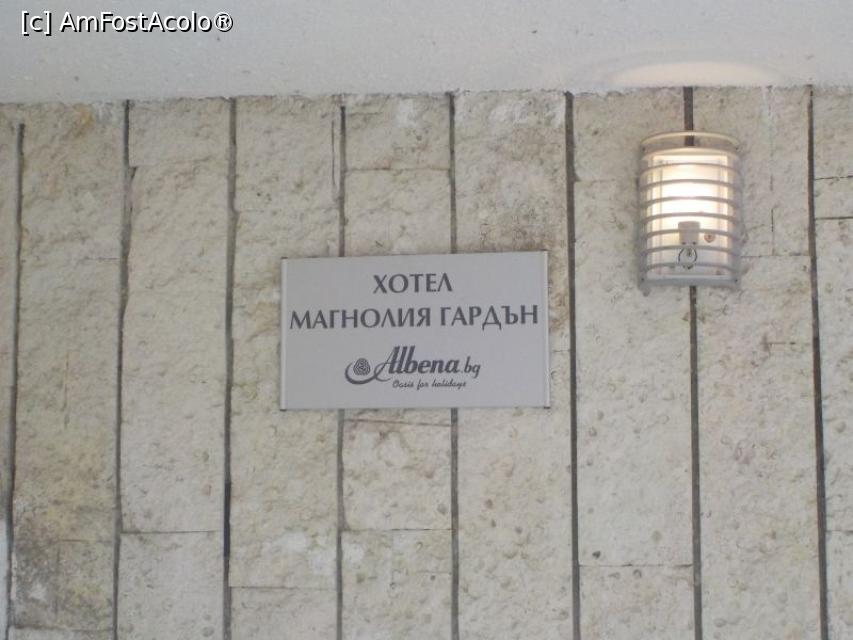 [c] AmFostAcolo®
ХОТЕЛ
МАГНОЛИЯ ГАРДЪН
Albena.bg
Oasis for holidays